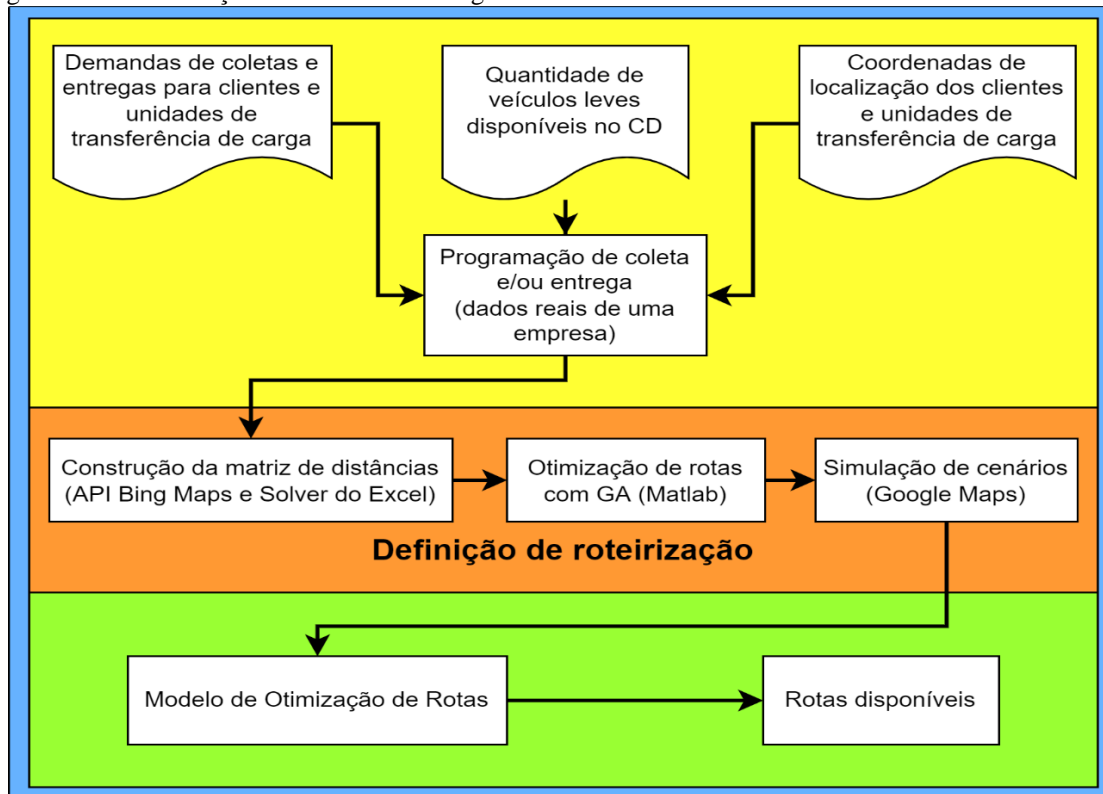 Demandas de coletas e
entregas para clientes e
unidades de
transferência de carga
Quantidade de
veículos leves
disponíveis no CD
Coordenadas de
localização dos clientes
e unidades de
transferência de carga
Programação de coleta
e/ou entrega
(dados reais de uma
empresa)
Construção da matriz de distâncias
(API Bing Maps e Solver do Excel)
Otimização de rotas
com GA (Matlab)
Simulação de cenários
(Google Maps)
Definição de roteirização
Modelo de Otimização de Rotas
Rotas disponíveis